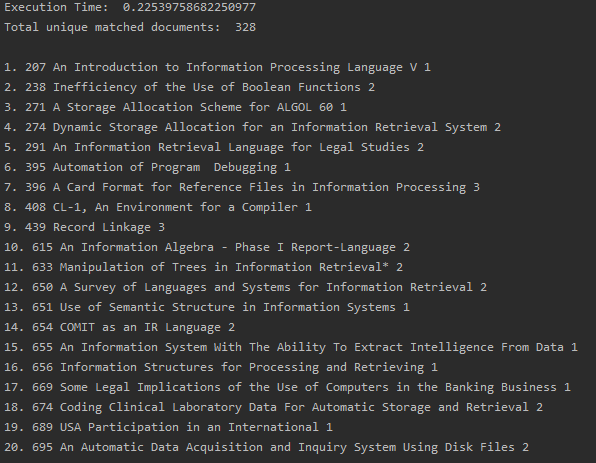 Execution Time:  0.22539758682250977
Total unique matched documents:  328
1. 207 An Introduction to Information Processing Language V 1
2. 238 Inefficiency of the Use of Boolean Functions 2
3. 271 A Storage Allocation Scheme for ALGOL 60 1
4. 274 Dynamic Storage Allocation for an Information Retrieval System 2
5. 291 An Information Retrieval Language for Legal Studies 2
6. 395 Automation of Program  Debugging 1
7. 396 A Card Format for Reference Files in Information Processing 3
8. 408 CL-1, An Environment for a Compiler 1
9. 439 Record Linkage 3
10. 615 An Information Algebra - Phase I Report-Language 2
11. 633 Manipulation of Trees in Information Retrieval* 2
12. 650 A Survey of Languages and Systems for Information Retrieval 2
13. 651 Use of Semantic Structure in Information Systems 1
14. 654 COMIT as an IR Language 2
15. 655 An Information System With The Ability To Extract Intelligence From Data 1
16. 656 Information Structures for Processing and Retrieving 1
17. 669 Some Legal Implications of the Use of Computers in the Banking Business 1
18. 674 Coding Clinical Laboratory Data For Automatic Storage and Retrieval 2
19. 689 USA Participation in an International 1
20. 695 An Automatic Data Acquisition and Inquiry System Using Disk Files 2